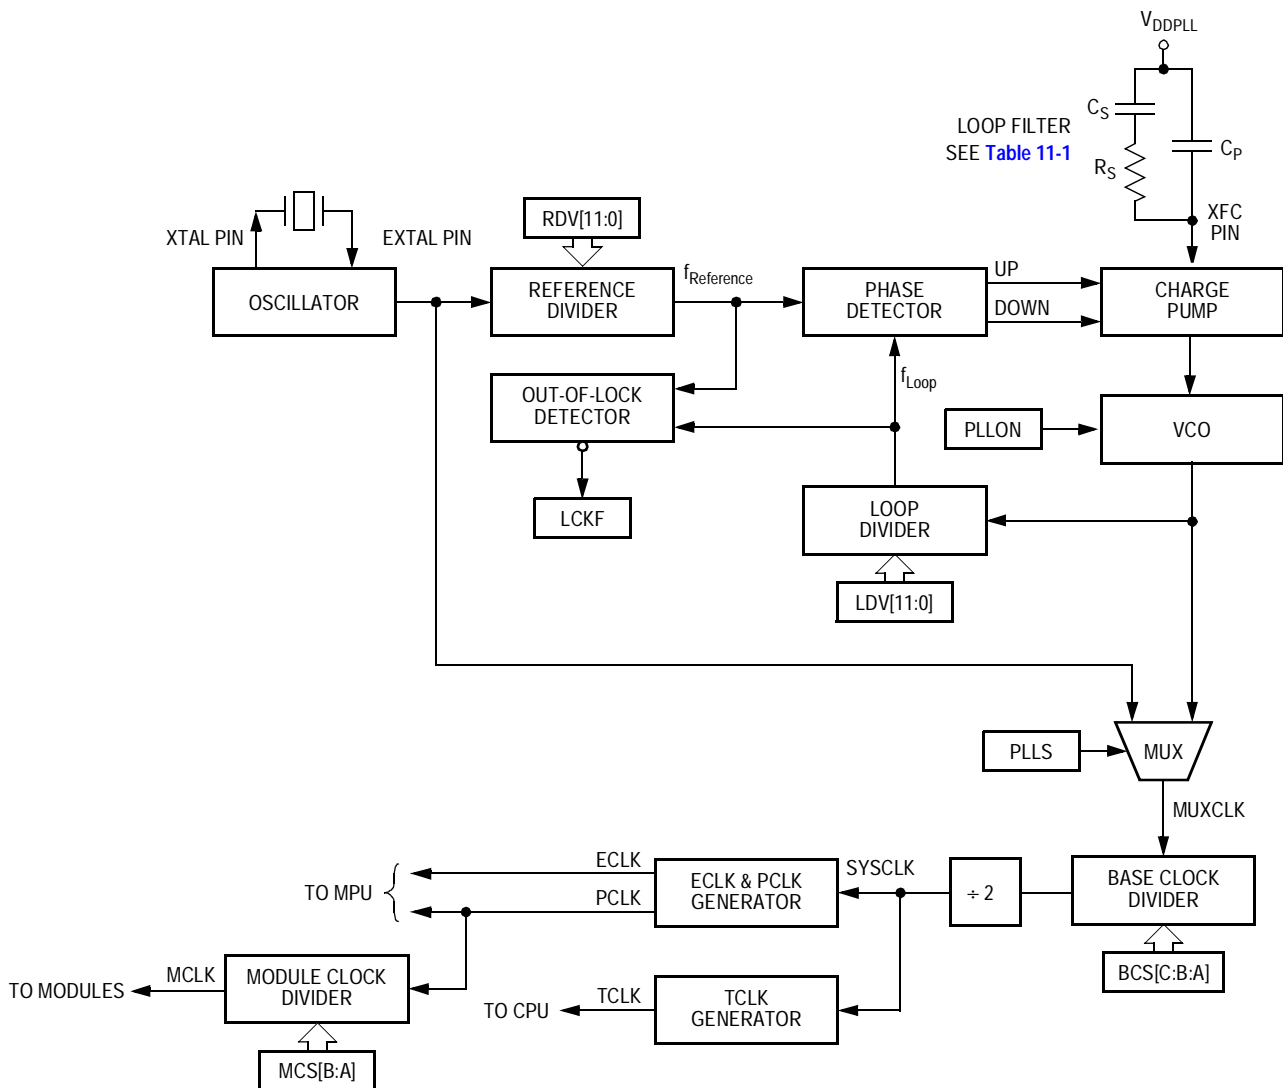 VDDPLL
CS
LOOP FILTER
SEE Table 11-1
CP
RS
XFC
PIN
RDV[11:0]
XTAL PIN
EXTAL PIN
fReference
UP
OSCILLATOR
REFERENCE
DIVIDER
PHASE
DETECTOR
DOWN
CHARGE
PUMP
fLoop
OUT-OF-LOCK
DETECTOR
PLLON
VCO
LCKF
LOOP
DIVIDER
LDV[11:0]
PLLS
MUX
MUXCLK
ECLK
SYSCLK
TO MPU
PCLK
ECLK & PCLK
GENERATOR
÷ 2
BASE CLOCK
DIVIDER
BCS[C:B:A]
MCLK
TO MODULES
MODULE CLOCK
DIVIDER
TCLK
TO CPU
TCLK
GENERATOR
MCS[B:A]